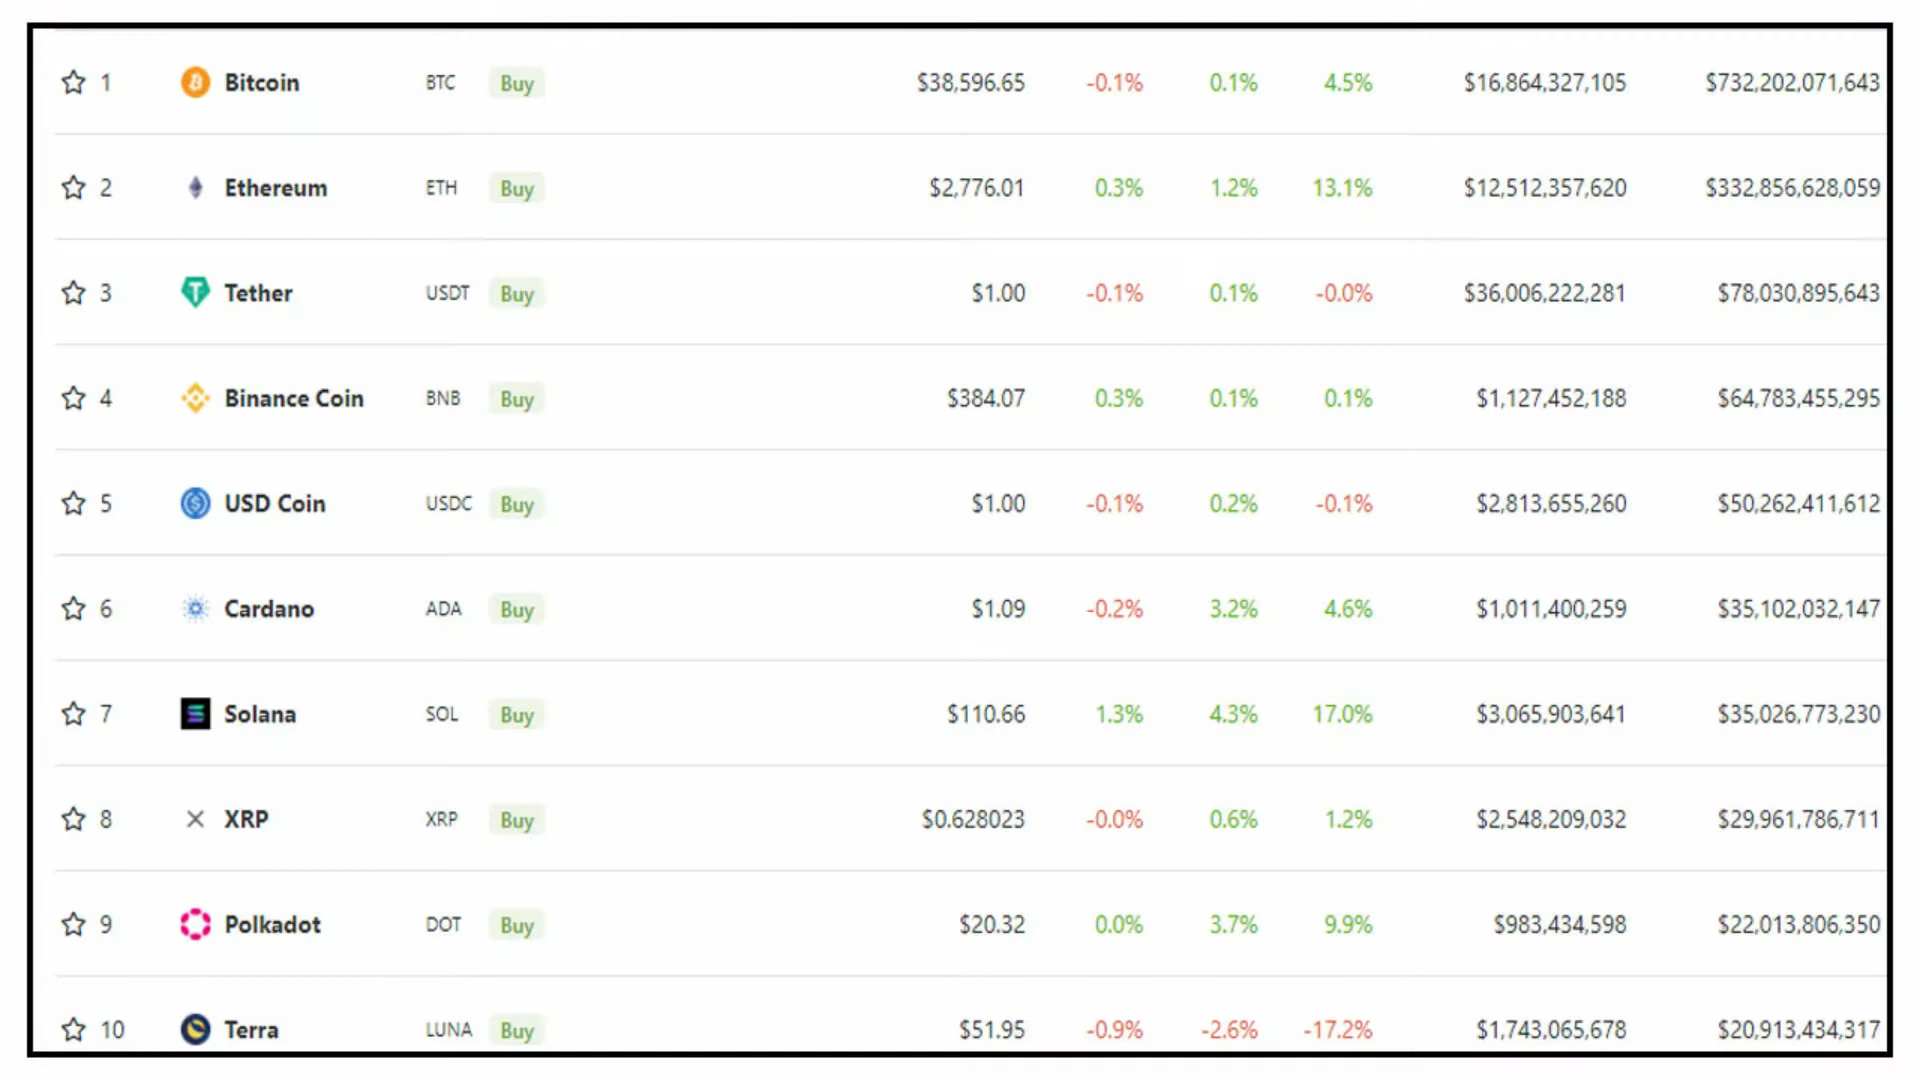 1 Bitcoin BTC Buy $38,596.65 -0.1% 0.1% 4.5% $16,864,327,105 $732,202,071,643
2 Ethereum ETH Buy $2,776.01 0.3% 1.2% 13.1% $12,512,357,620 $332,856,628,059
3 Tether USDT Buy $1.00 -0.1% 0.1% -0.0% $36,006,222,281 $78,030,895,643
4 Binance Coin BNB Buy $384.07 0.3% 0.1% 0.1% $1,127,452,188 $64,783,455,295
5 USD Coin USDC Buy $1.00 -0.1% 0.2% -0.1% $2,813,655,260 $50,262,411,612
6 Cardano ADA Buy $1.09 -0.2% 3.2% 4.6% $1,011,400,259 $35,102,032,147
7 Solana SOL Buy $110.66 1.3% 4.3% 17.0% $3,065,903,641 $35,026,773,230
8 XRP XRP Buy $0.628023 -0.0% 0.6% 1.2% $2,548,209,032 $29,961,786,711
9 Polkadot DOT Buy $20.32 0.0% 3.7% 9.9% $983,434,598 $22,013,806,350
10 Terra LUNA Buy $51.95 -0.9% -2.6% -17.2% $1,743,065,678 $20,913,434,317